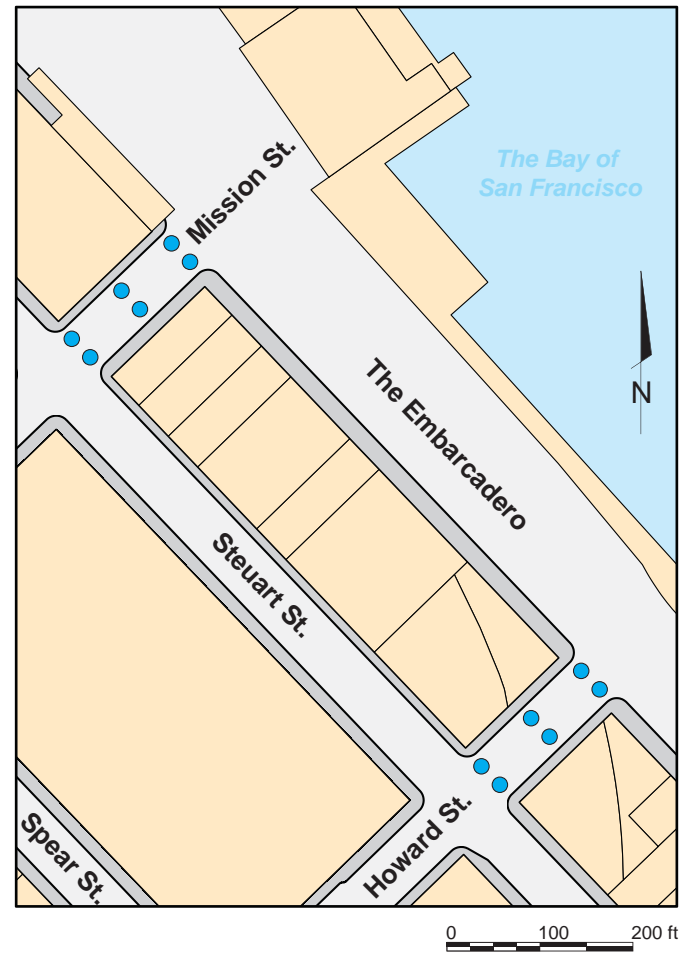 The Bay of
San Francisco
Mission St.
The Embarcadero
N
Steuart St.
Howard St.
Spear St.
0 100 200 ft